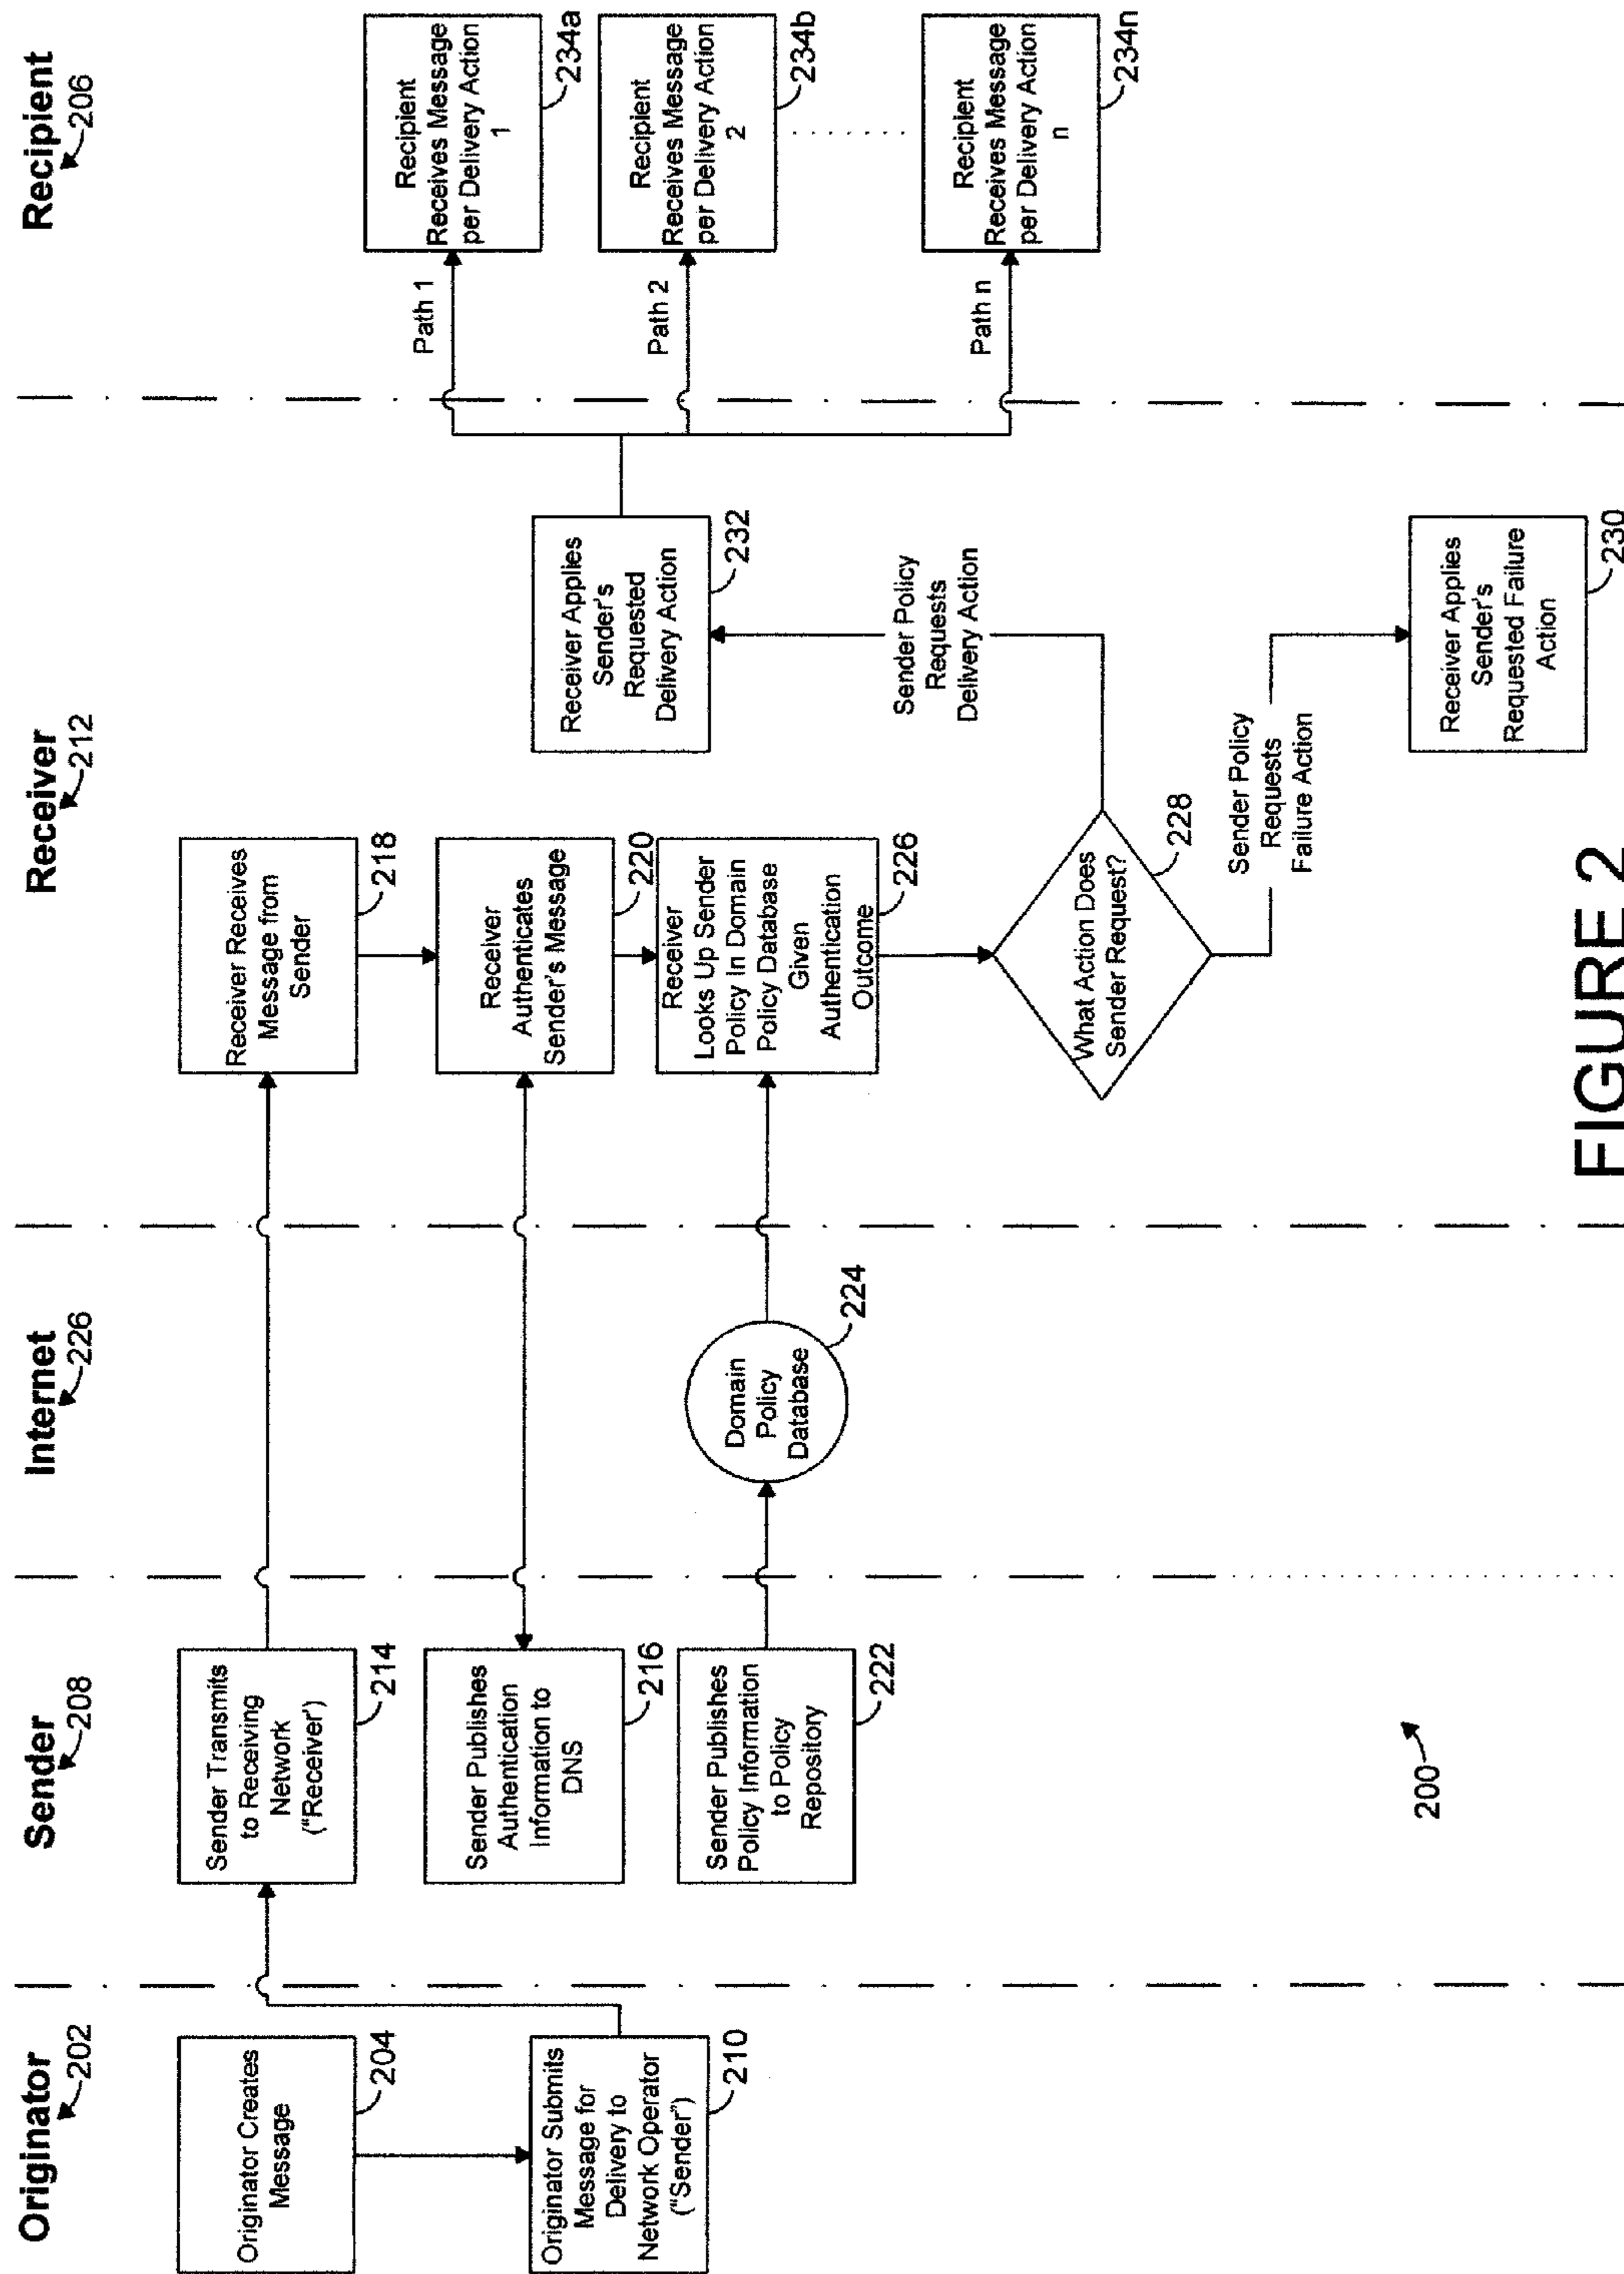 Originator
202
Sender
208
Internet
226
Receiver
212
Recipient
206
Originator Creates
Message
204
Originator Submits
Message for
Delivery to
Network Operator
("Sender")
210
Sender Transmits
to Receiving
Network
("Receiver')
214
Sender Publishes
Authentication
Information to
DNS
216
Sender Publishes
Policy Information
to Policy
Repository
222
Domain
Policy
Database
224
Receiver Receives
Message from
Sender
218
Receiver
Authenticates
Sender's Message
220
Receiver
Looks Up Sender
Policy In Domain
Policy Database
Given
Authentication
Outcome
226
What Action Does
Sender Request?
228
Sender Policy
Requests
Delivery Action
Sender Policy
Requests
Failure Action
Receiver Applies
Sender's
Requested
Delivery Action
232
Receiver Applies
Sender's
Requested Failure
Action
230
Path 1
Path 2
Path n
Recipient
Receives Message
per Delivery Action
1
234a
Recipient
Receives Message
per Delivery Action
2
234b
Recipient
Receives Message
per Delivery Action
n
234n
200
FIGURE 2